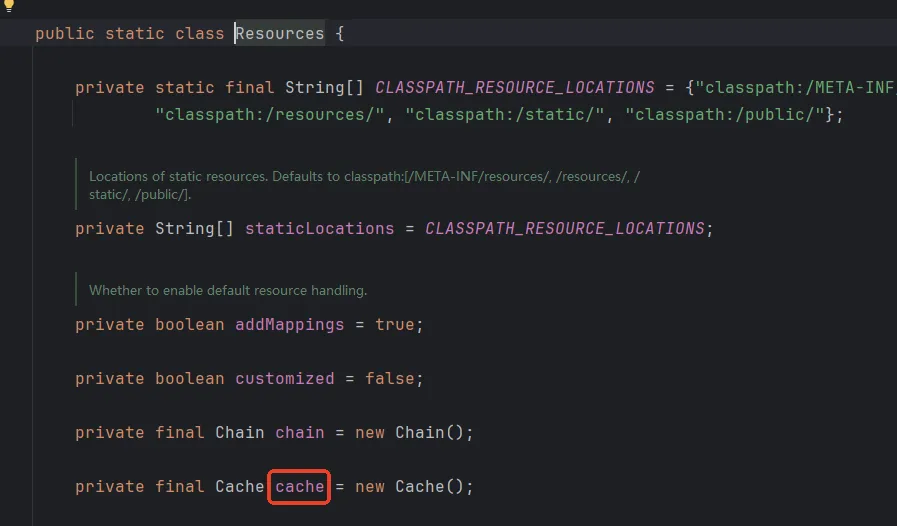 public static class Resources {
private static final String[] CLASSPATH_RESOURCE_LOCATIONS = {"classpath:/META-INF/
"classpath:/resources/", "classpath:/static/", "classpath:/public/"};
Locations of static resources. Defaults to classpath:[/META-INF/resources/, /resources/, /
static/, /public/].
private String[] staticLocations = CLASSPATH_RESOURCE_LOCATIONS;
Whether to enable default resource handling.
private boolean addMappings = true;
private boolean customized = false;
private final Chain chain = new Chain();
private final Cache cache = new Cache();